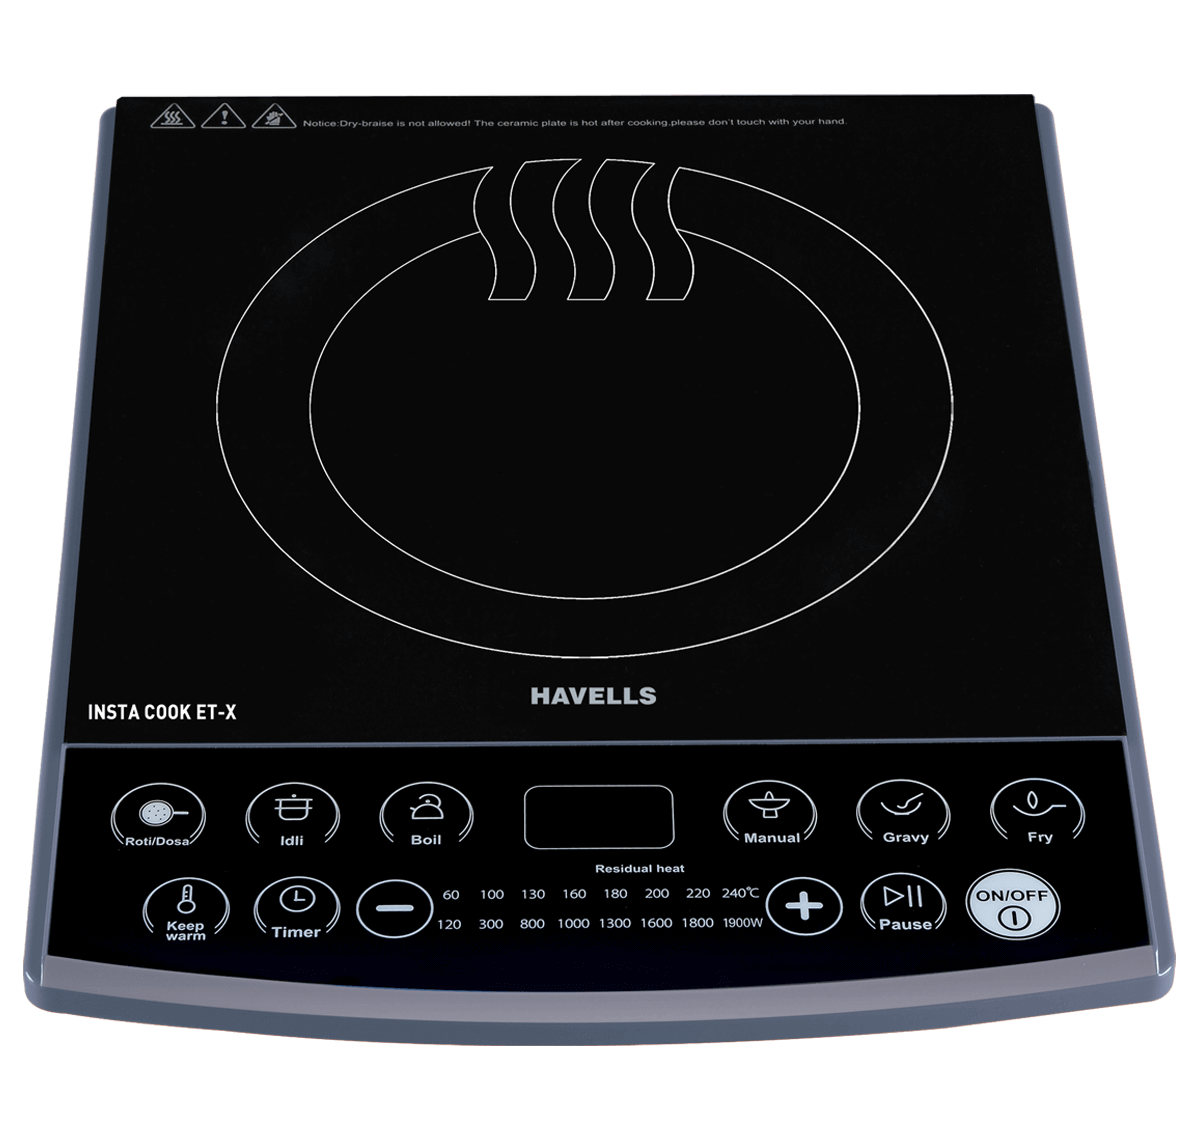 Notice:Dry-braise is not allowed! The ceramic plate is hot after cooking,please don't touch with your hand.
HAVELLS
INSTA COOK ET-X
Roti/Dosa
Idli
Boil
Manual
Gravy
Fry
Residual heat
60 100 130 160 180 200 220 240℃
120 300 800 1000 1300 1600 1800 1900W
Keep
warm
Timer
Pause
ON/OFF